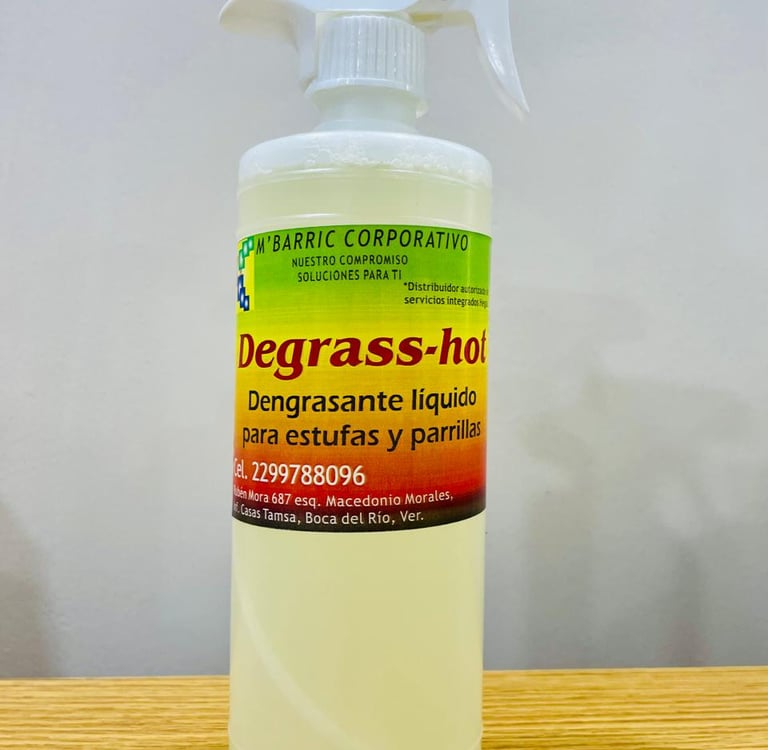 M'BARRIC CORPORATIVO
NUESTRO COMPROMISO
SOLUCIONES PARA TI
*Distribuidor autorizado
servicios integrados
Degrass-hot
Dengrasante líquido
para estufas y parrillas
Cel. 2299788096
Rubén Mora 687 esq. Macedonio Morales,
Casas Tamsa, Boca del Río, Ver.